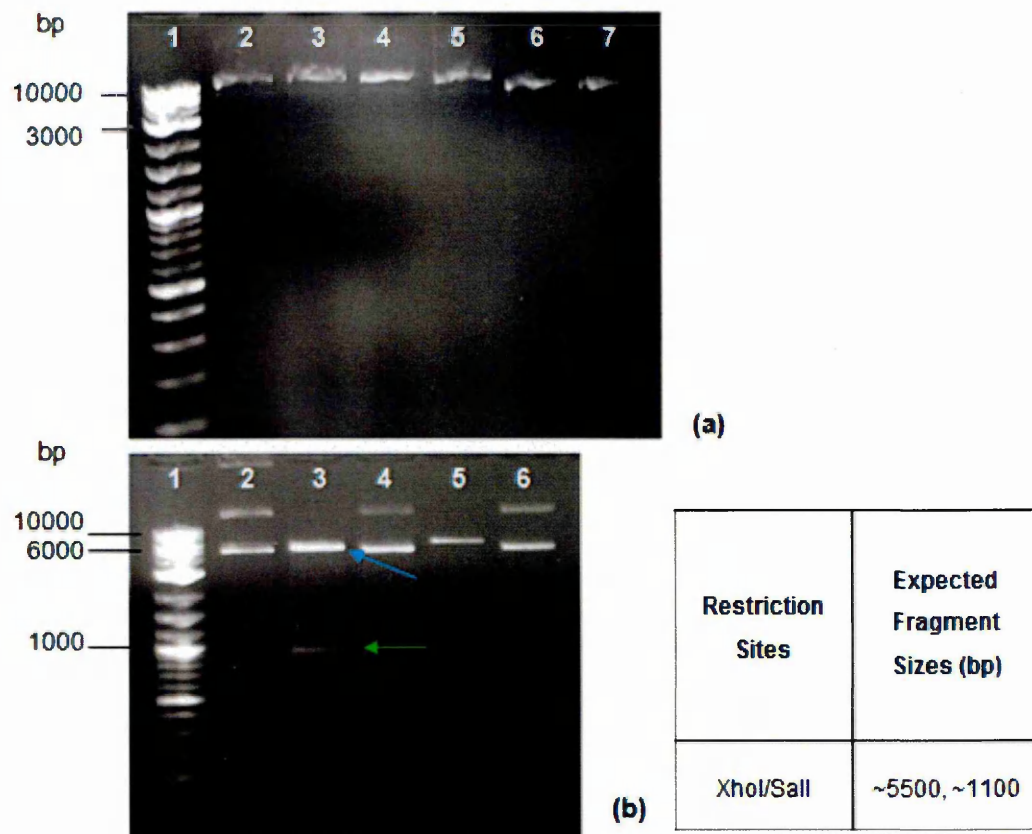 bp
1 2 3 4 5 6 7
10000
3000
(a)
bp
1 2 3 4 5 6
10000
6000
1000
(b)
Restriction
Sites
Expected
Fragment
Sizes (bp)
XhoI/SalI
~5500, ~1100